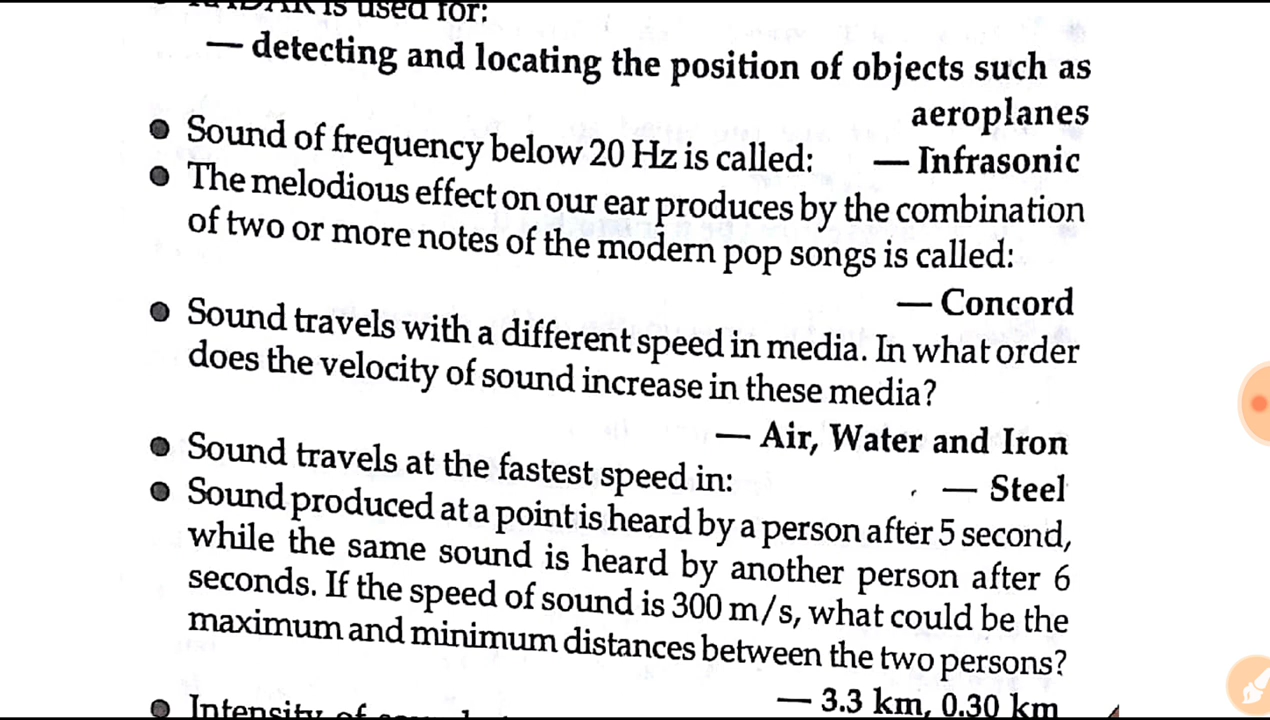 RADAR is used for:
— detecting and locating the position of objects such as
aeroplanes
● Sound of frequency below 20 Hz is called: — Infrasonic
● The melodious effect on our ear produces by the combination
of two or more notes of the modern pop songs is called:
— Concord
● Sound travels with a different speed in media. In what order
does the velocity of sound increase in these media?
— Air, Water and Iron
● Sound travels at the fastest speed in: — Steel
● Sound produced at a point is heard by a person after 5 second,
while the same sound is heard by another person after 6
seconds. If the speed of sound is 300 m/s, what could be the
maximum and minimum distances between the two persons?
— 3.3 km, 0.30 km
● Intensity of